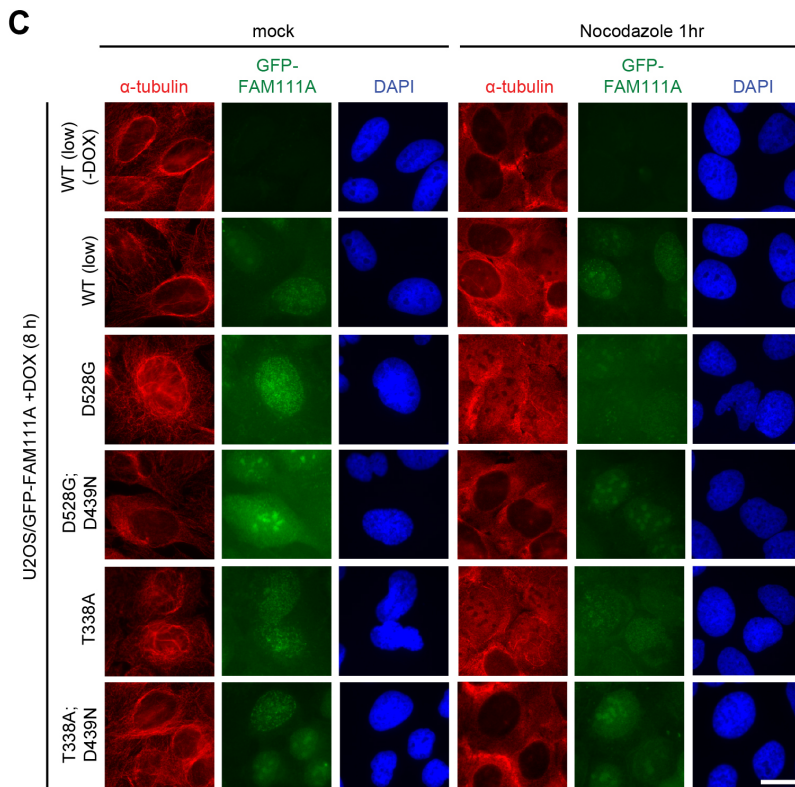 C
mock
Nocodazole 1hr
α-tubulin
GFP-
FAM111A
DAPI
α-tubulin
GFP-
FAM111A
DAPI
U2OS/GFP-FAM111A +DOX (8 h)
WT (low)
(-DOX)
WT (low)
D528G
D528G;
D439N
T338A
T338A;
D439N